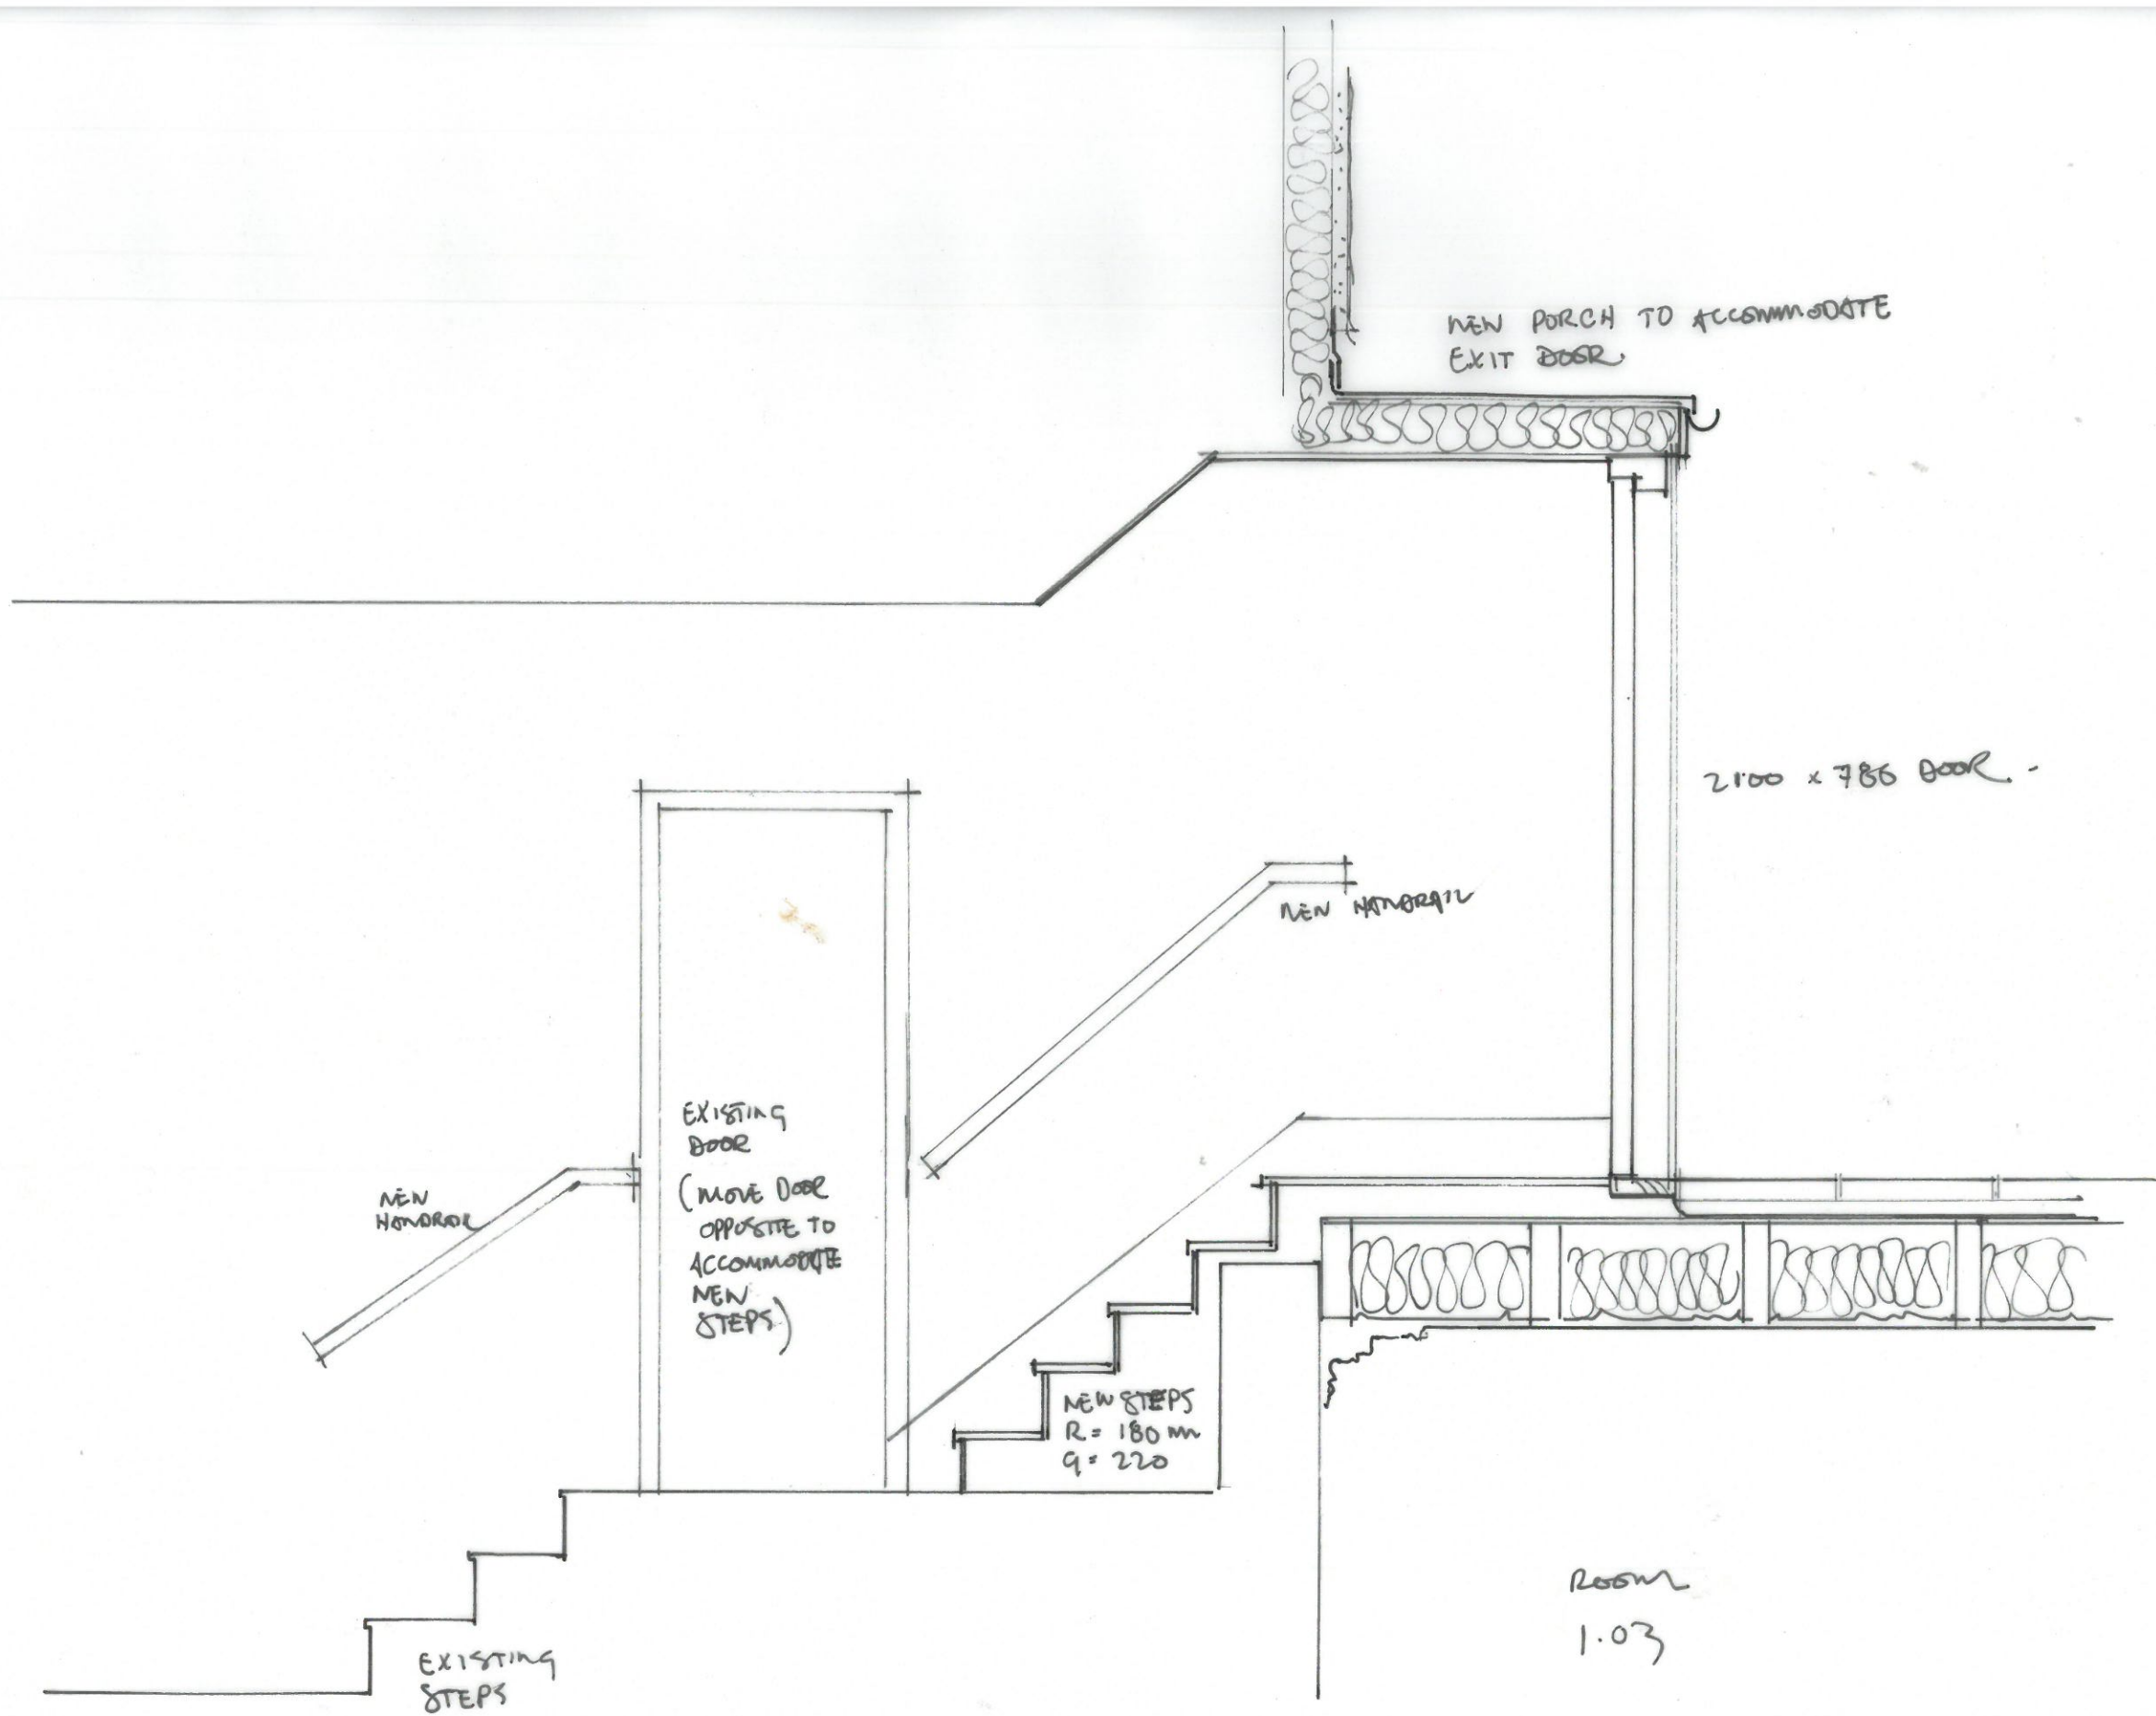 NEW PORCH TO ACCOMMODATE
EXIT DOOR
2100 x 786 DOOR.
NEW HANDRAIL
EXISTING
DOOR
(MOVE DOOR
OPPOSITE TO
ACCOMMODATE
NEW
STEPS)
NEW
HANDRAIL
NEW STEPS
R = 180 mm
G = 220
EXISTING
STEPS
ROOM
1.03